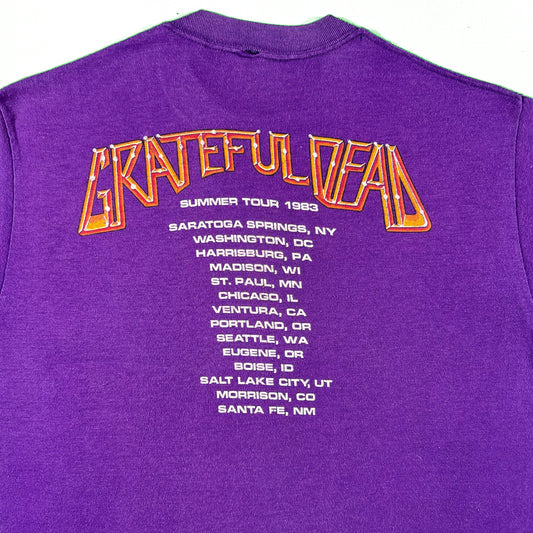 GRATEFUL DEAD
SUMMER TOUR 1983
SARATOGA SPRINGS, NY
WASHINGTON, DC
HARRISBURG, PA
MADISON, WI
ST. PAUL, MN
CHICAGO, IL
VENTURA, CA
PORTLAND, OR
SEATTLE, WA
EUGENE, OR
BOISE, ID
SALT LAKE CITY, UT
MORRISON, CO
SANTA FE, NM